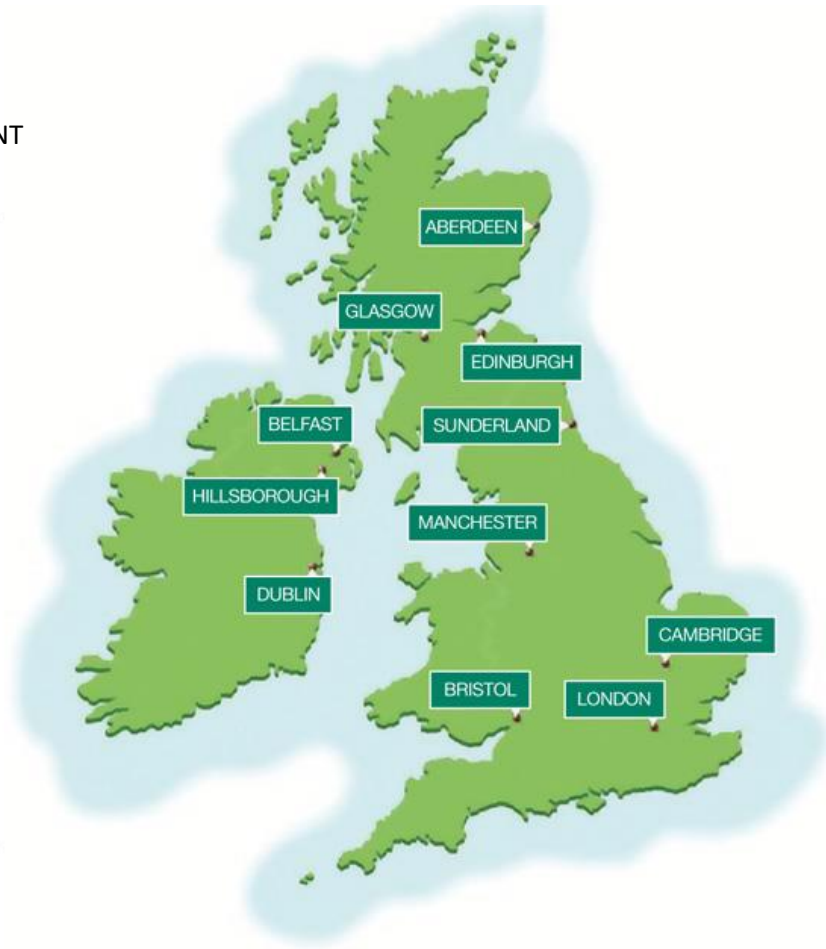 NT
ABERDEEN
GLASGOW
EDINBURGH
BELFAST
SUNDERLAND
HILLSBOROUGH
MANCHESTER
DUBLIN
CAMBRIDGE
BRISTOL
LONDON